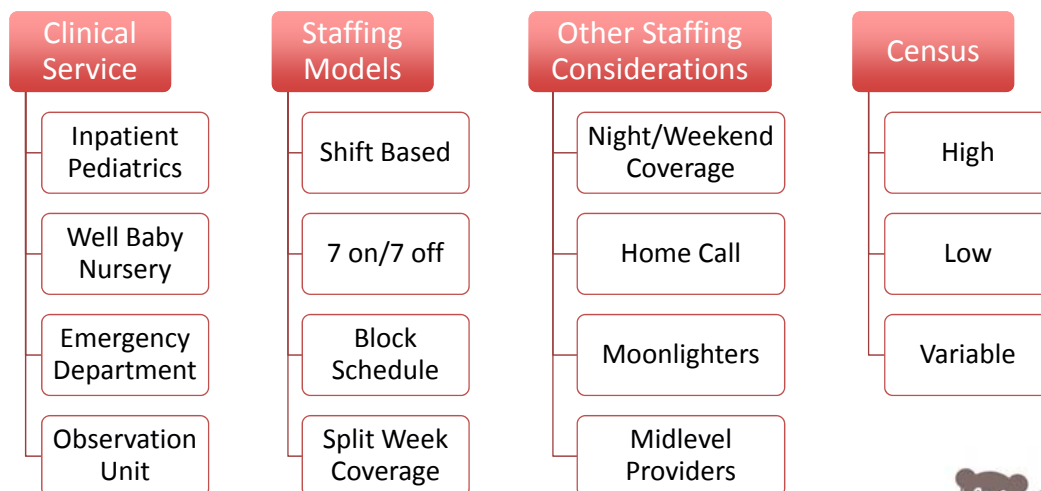 Clinical
Service
Inpatient
Pediatrics
Well Baby
Nursery
Emergency
Department
Observation
Unit
Staffing
Models
Shift Based
7 on/7 off
Block
Schedule
Split Week
Coverage
Other Staffing
Considerations
Night/Weekend
Coverage
Home Call
Moonlighters
Midlevel
Providers
Census
High
Low
Variable